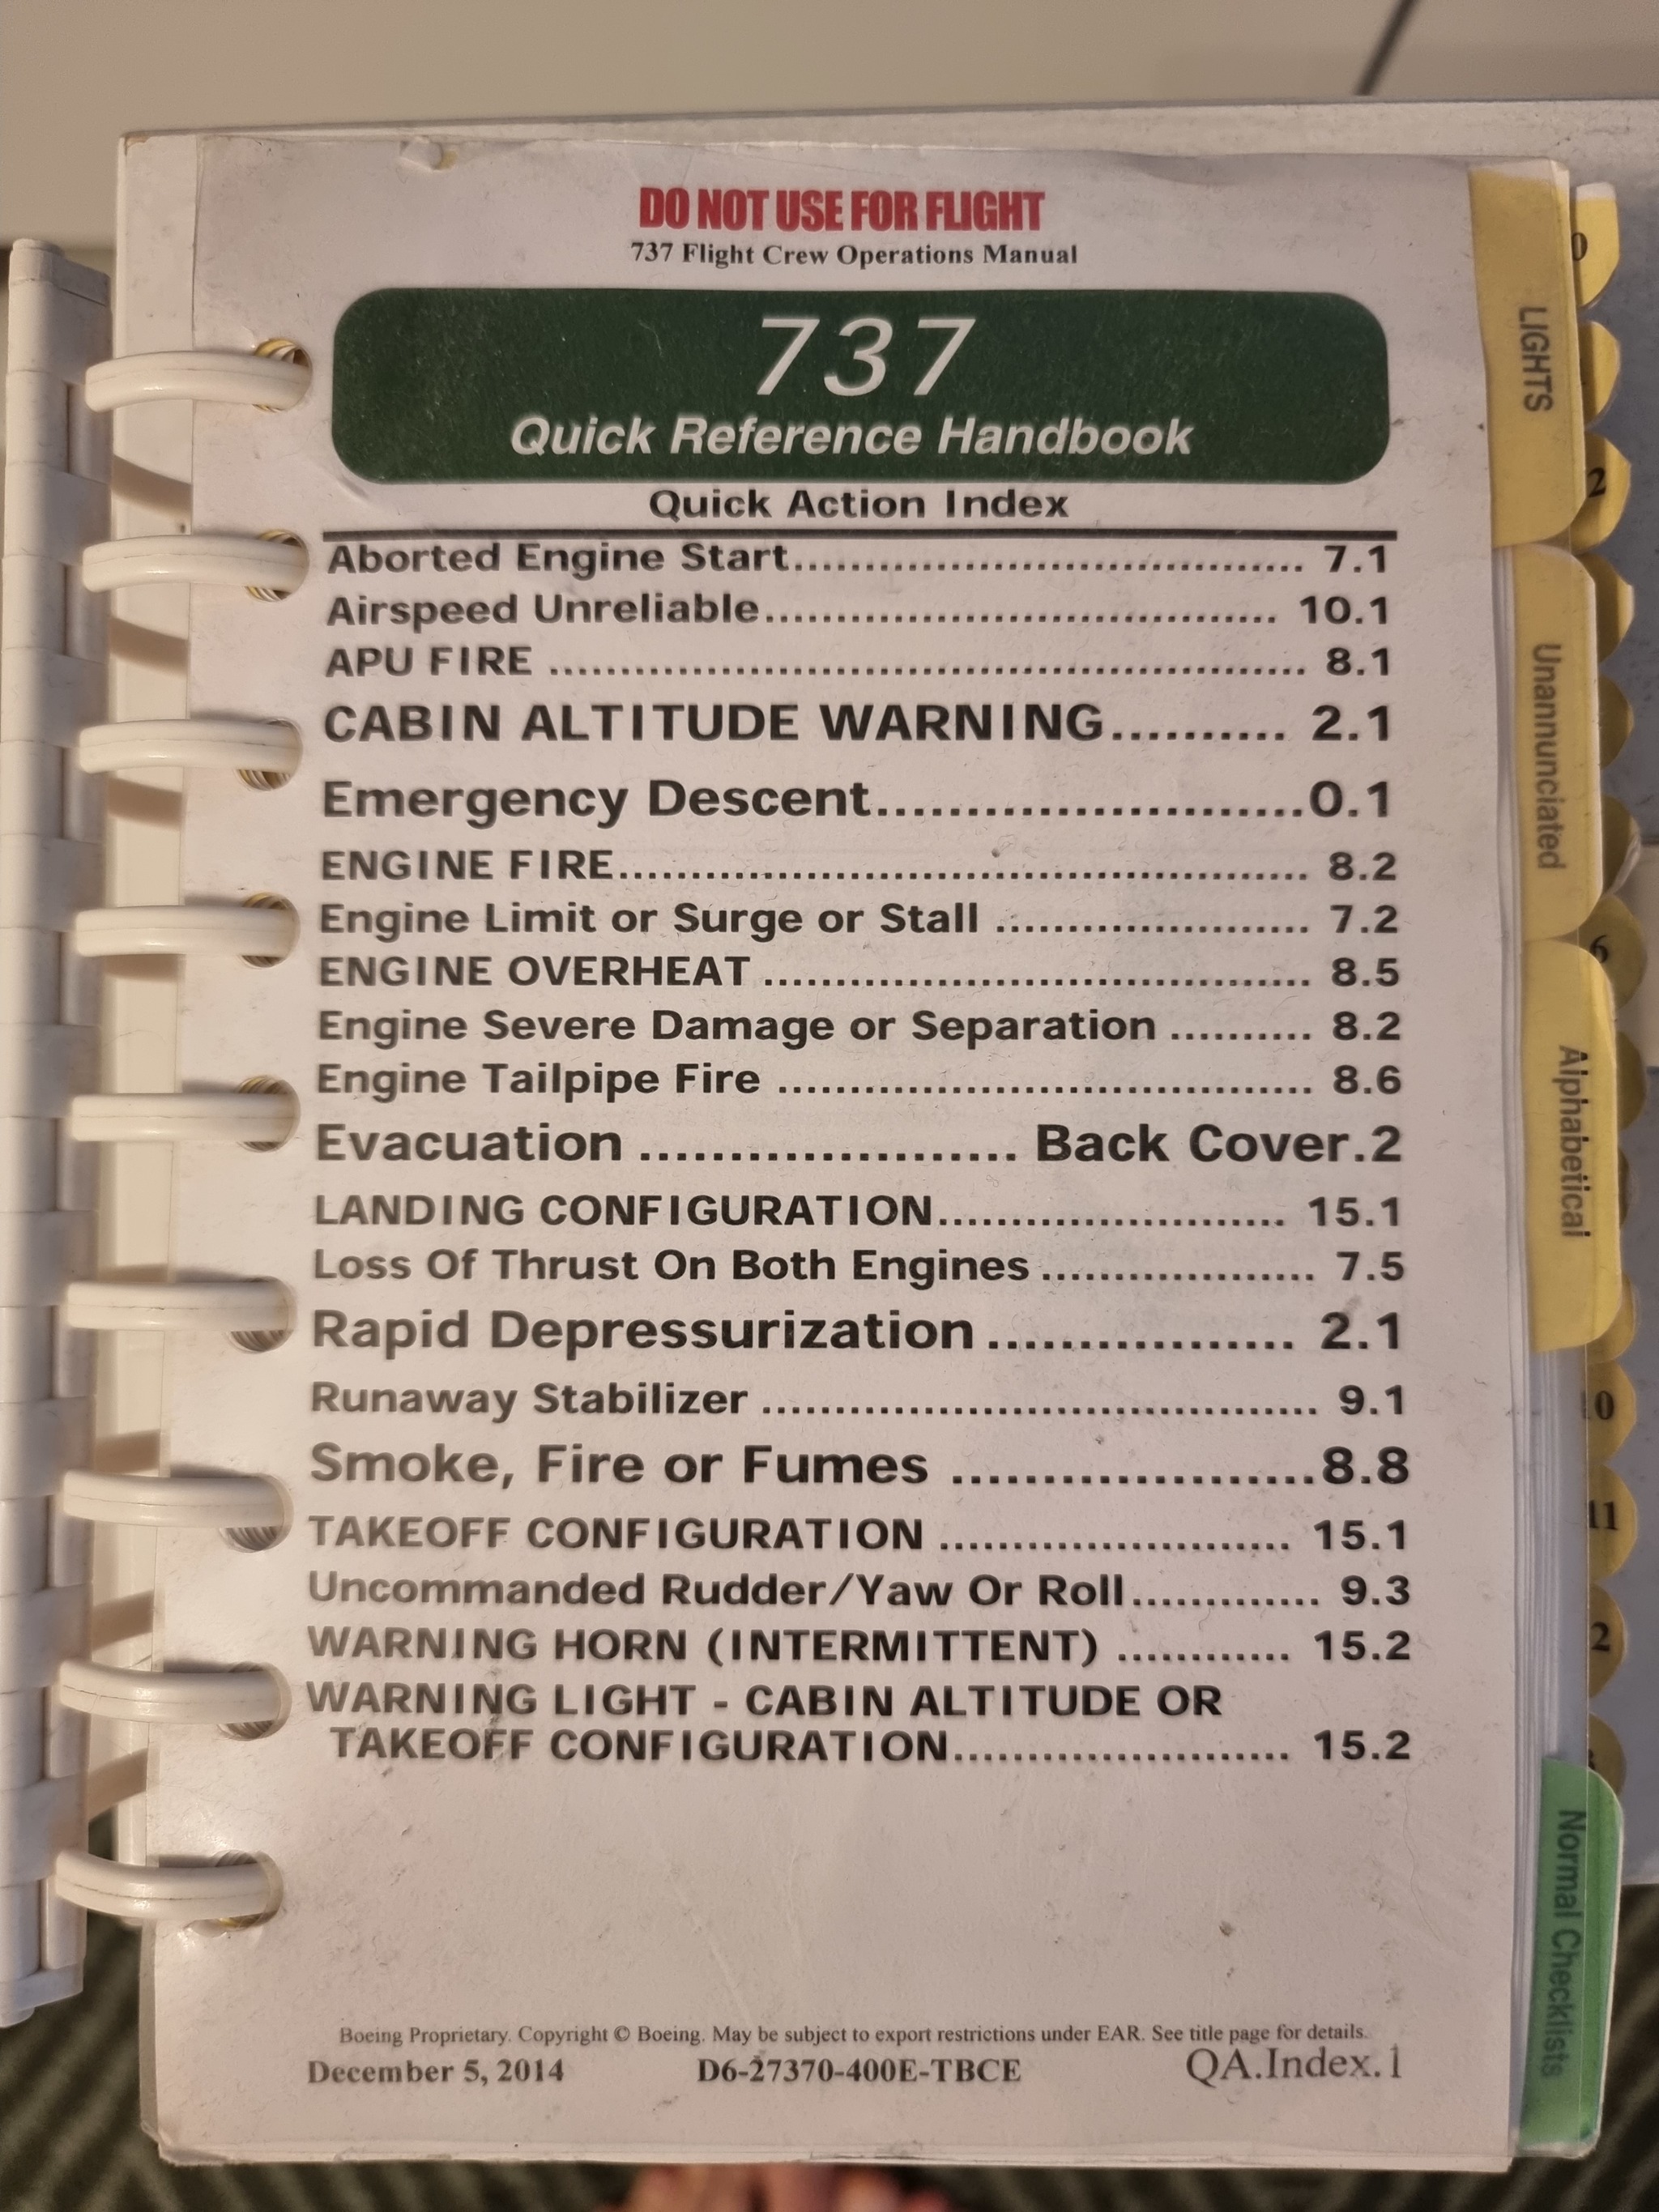 DO NOT USE FOR FLIGHT
737 Flight Crew Operations Manual
737
Quick Reference Handbook
Quick Action Index
Aborted Engine Start.................................... 7.1
Airspeed Unreliable.................................... 10.1
APU FIRE ..................................................... 8.1
CABIN ALTITUDE WARNING.......... 2.1
Emergency Descent........................0.1
ENGINE FIRE................................................ 8.2
Engine Limit or Surge or Stall ...................... 7.2
ENGINE OVERHEAT ...................................... 8.5
Engine Severe Damage or Separation .......... 8.2
Engine Tailpipe Fire ..................................... 8.6
Evacuation ..................... Back Cover.2
LANDING CONFIGURATION........................ 15.1
Loss Of Thrust On Both Engines ................... 7.5
Rapid Depressurization ................. 2.1
Runaway Stabilizer ....................................... 9.1
Smoke, Fire or Fumes ....................8.8
TAKEOFF CONFIGURATION ........................ 15.1
Uncommanded Rudder/Yaw Or Roll............. 9.3
WARNING HORN (INTERMITTENT) ............ 15.2
WARNING LIGHT - CABIN ALTITUDE OR
TAKEOFF CONFIGURATION....................... 15.2
Boeing Proprietary. Copyright © Boeing. May be subject to export restrictions under EAR. See title page for details.
December 5, 2014 D6-27370-400E-TBCE QA.Index.1
LIGHTS
Unannunciated
Alphabetical
Normal Checklists
0
2
6
10
11
2